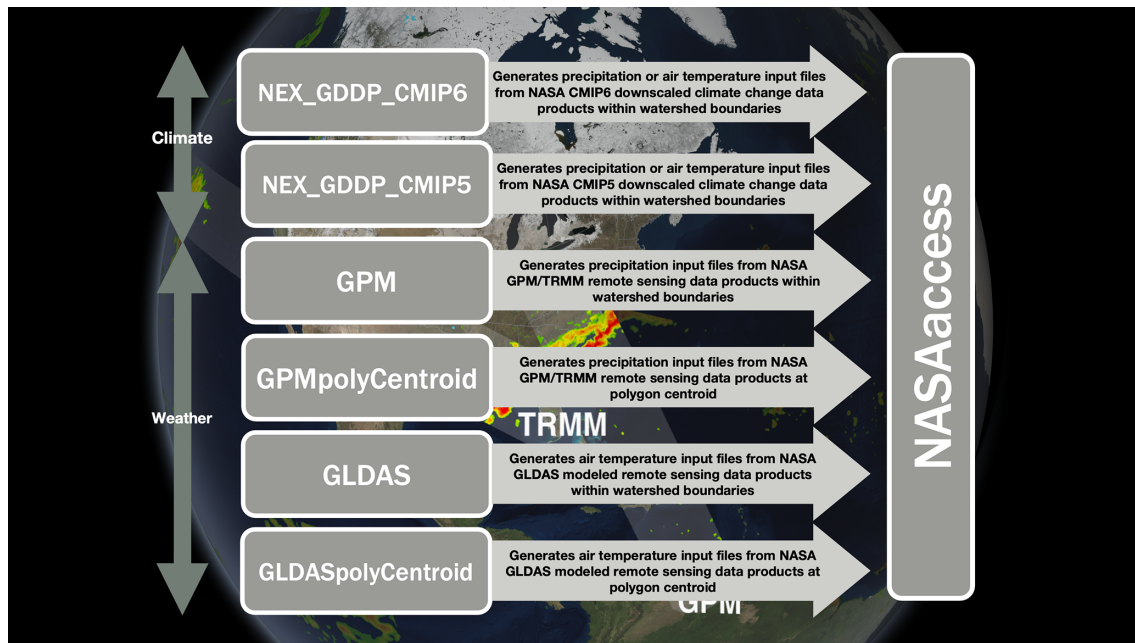 Climate
NEX_GDDP_CMIP6
Generates precipitation or air temperature input files
from NASA CMIP6 downscaled climate change data
products within watershed boundaries
NEX_GDDP_CMIP5
Generates precipitation or air temperature input files
from NASA CMIP5 downscaled climate change data
products within watershed boundaries
Weather
GPM
Generates precipitation input files from NASA
GPM/TRMM remote sensing data products within
watershed boundaries
GPMpolyCentroid
Generates precipitation input files from NASA
GPM/TRMM remote sensing data products at
polygon centroid
TRMM
GLDAS
Generates air temperature input files from NASA
GLDAS modeled remote sensing data products
within watershed boundaries
GLDASpolyCentroid
Generates air temperature input files from NASA
GLDAS modeled remote sensing data products at
polygon centroid
GPM
NASAaccess